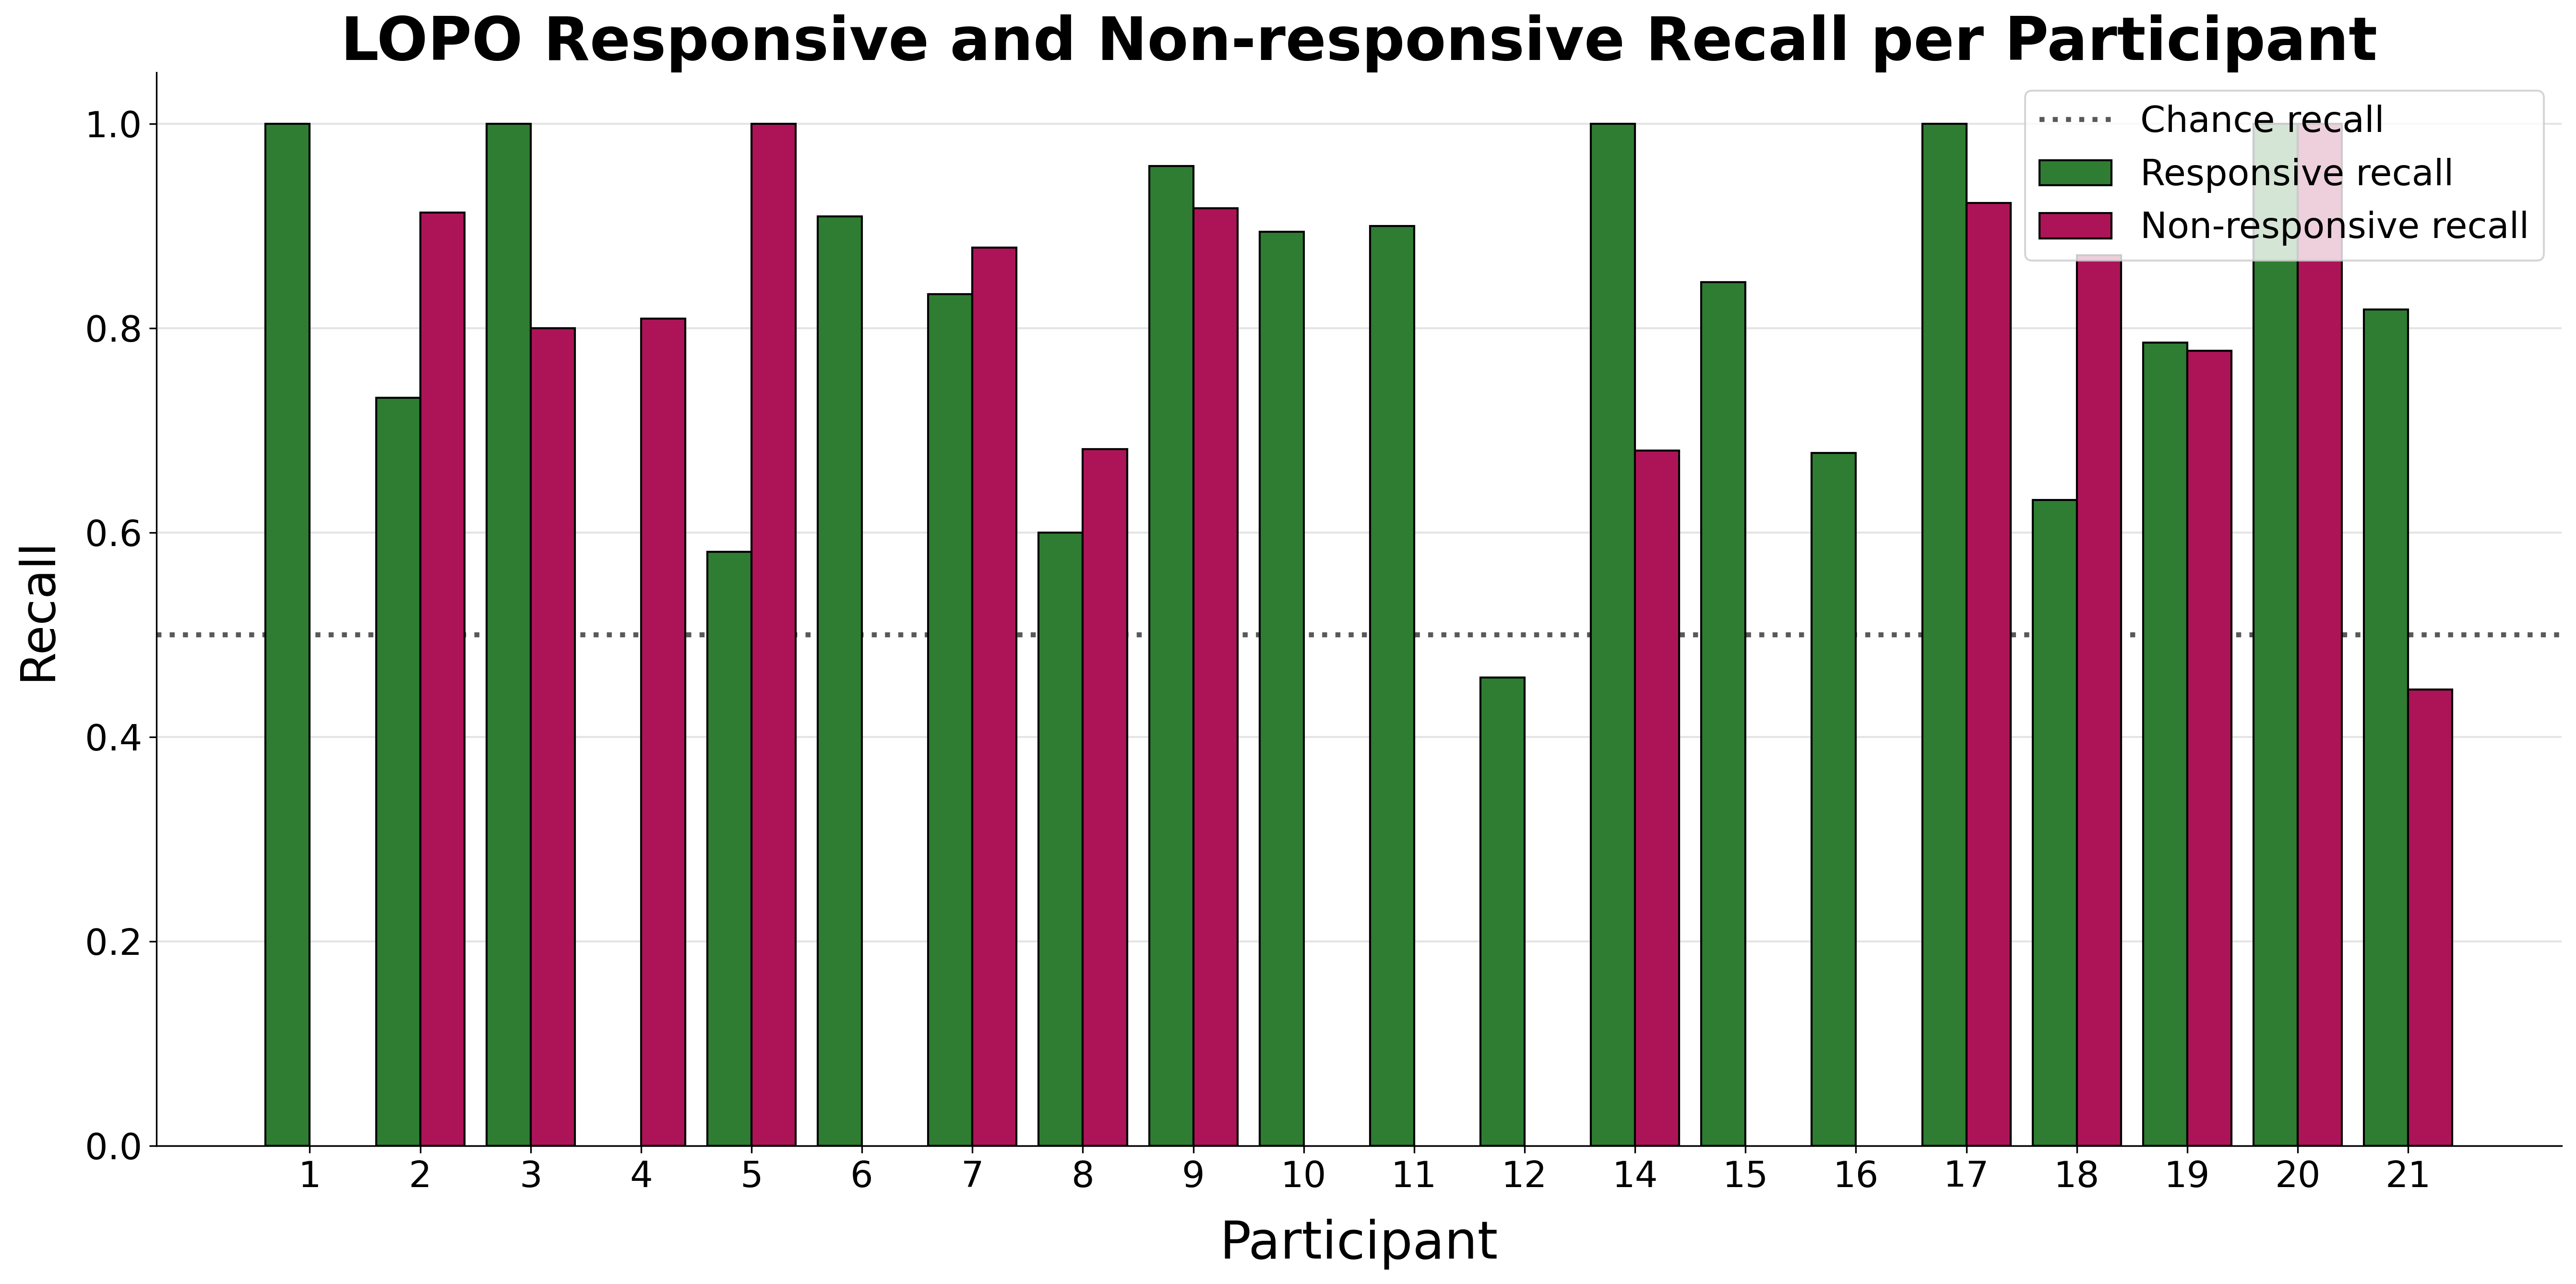 LOPO Responsive and Non-responsive Recall per Participant
Chance recall
Responsive recall
Non-responsive recall
Recall
1.0
0.8
0.6
0.4
0.2
0.0
1 2 3 4 5 6 7 8 9 10 11 12 14 15 16 17 18 19 20 21
Participant